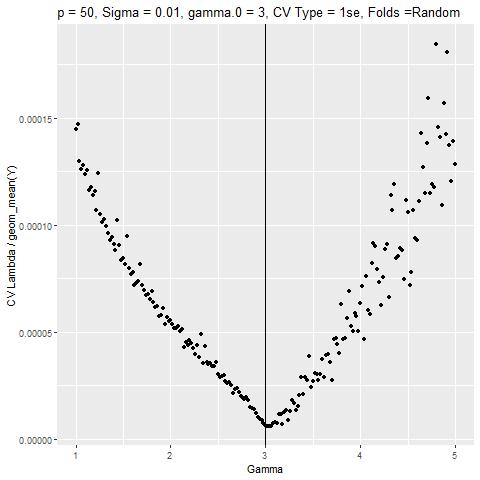 p = 50, Sigma = 0.01, gamma.0 = 3, CV Type = 1se, Folds =Random
CV Lambda / geom_mean(Y)
0.00015
0.00010
0.00005
0.00000
1 2 3 4 5
Gamma